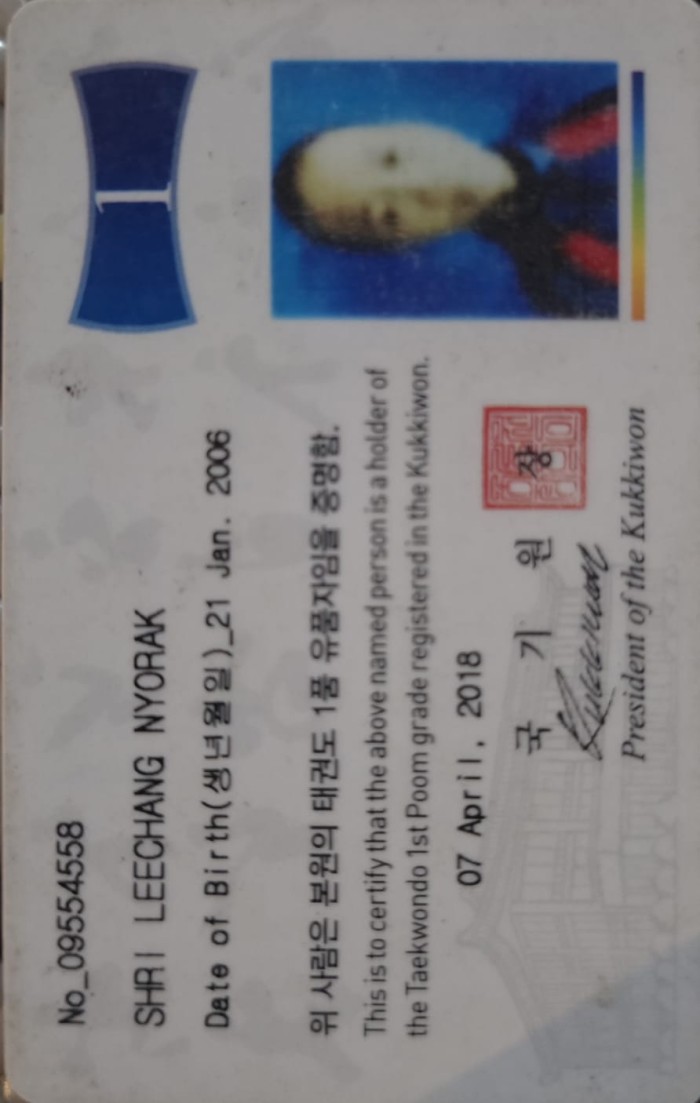 No_09554558
1
SHRI LEECHANG NYORAK
Date of Birth(생년월일)_21 Jan. 2006
위 사람은 본원의 태권도 1품 유품자임을 증명함.
This is to certify that the above named person is a holder of
the Taekwondo 1st Poom grade registered in the Kukkiwon.
07 April, 2018
국 기 원 장
President of the Kukkiwon